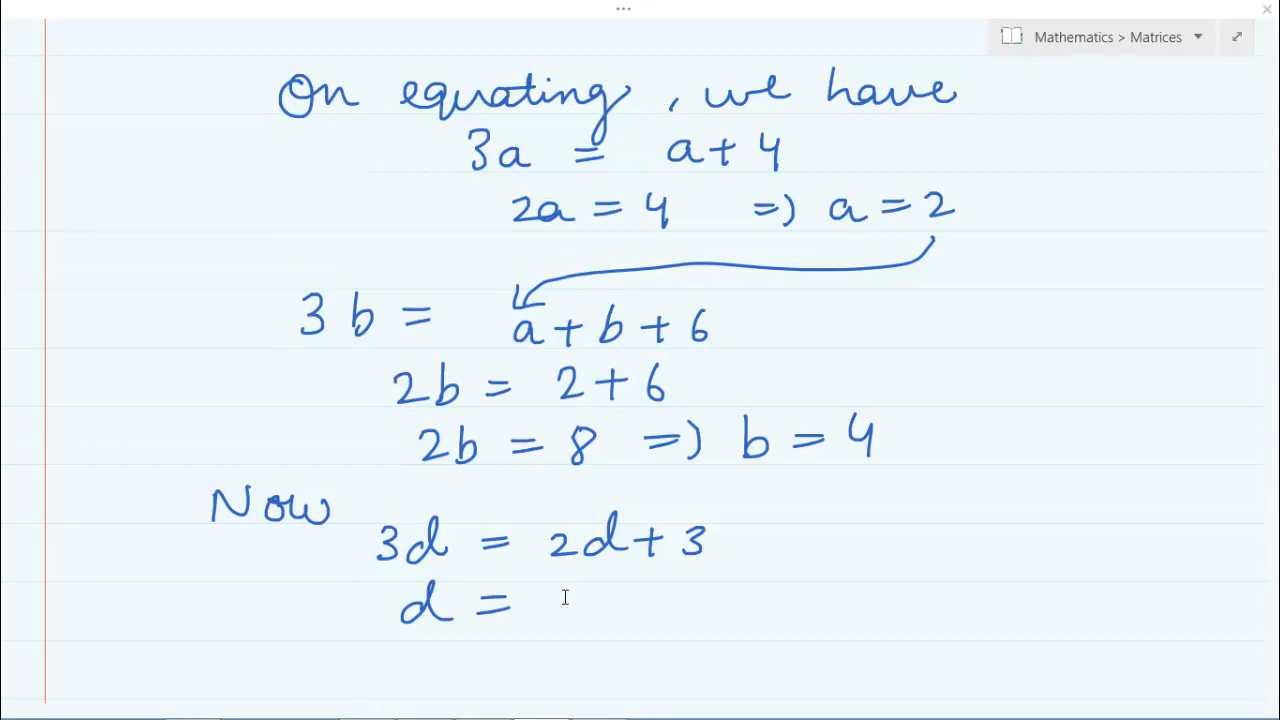 Mathematics > Matrices
On equating, we have
3a = a+4
2a = 4 => a = 2
3b = a+b+6
2b = 2+6
2b = 8 => b = 4
Now
3d = 2d+3
d =